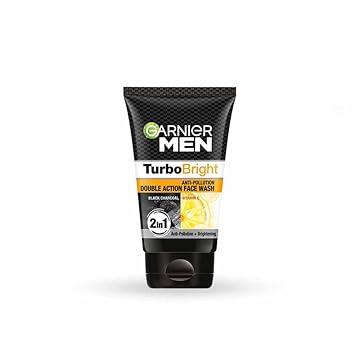 GARNIER
MEN
TurboBright
ANTI-POLLUTION
DOUBLE ACTION FACE WASH
BLACK CHARCOAL VITAMIN C
2in1
Anti-Pollution + Brightening